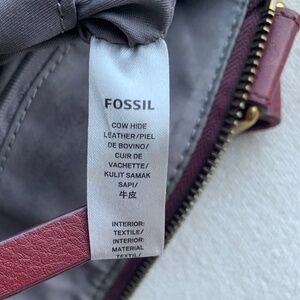 FOSSIL
COW HIDE
LEATHER/PIEL
DE BOVINO/
CUIR DE
VACHETTE/
KULIT SAMAK
SAPI/
牛皮
INTERIOR:
TEXTILE/
INTERIOR:
MATERIAL
TEXTIL/